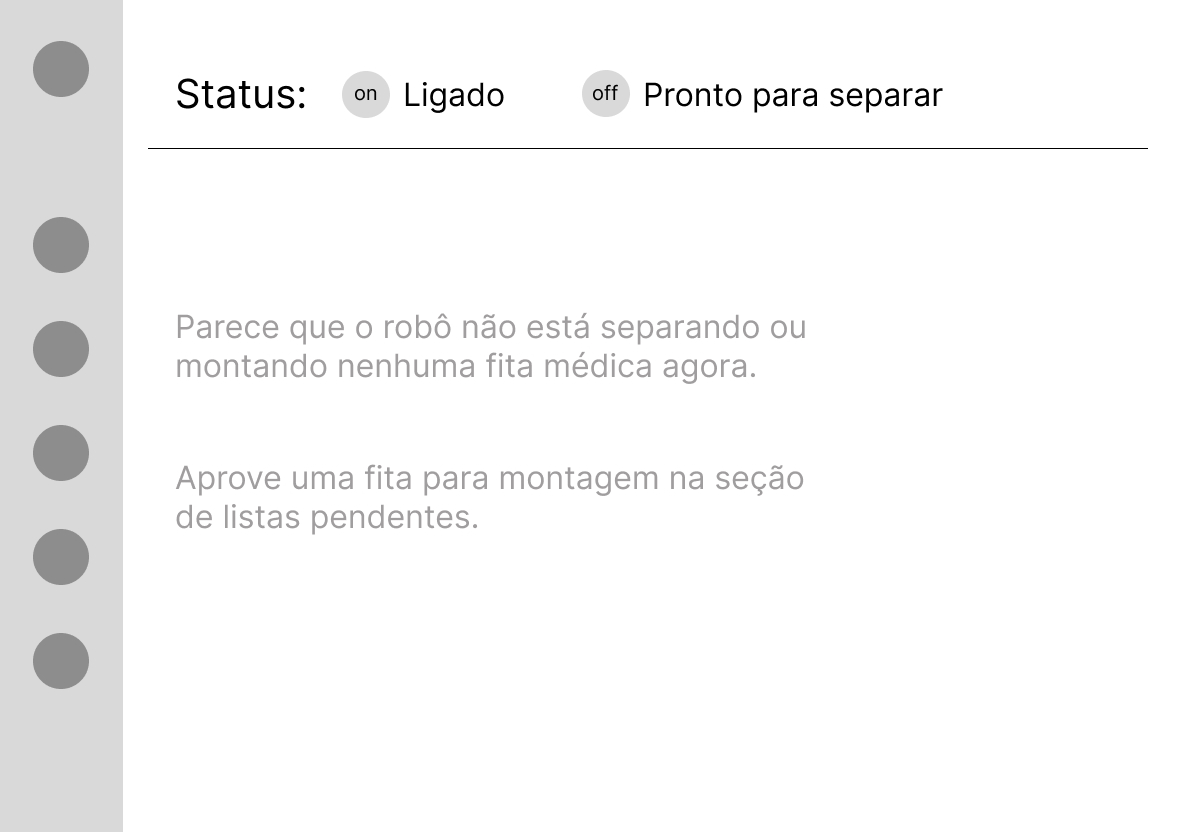 Status: on Ligado off Pronto para separar
Parece que o robô não está separando ou
montando nenhuma fita médica agora.
Aprove uma fita para montagem na seção
de listas pendentes.